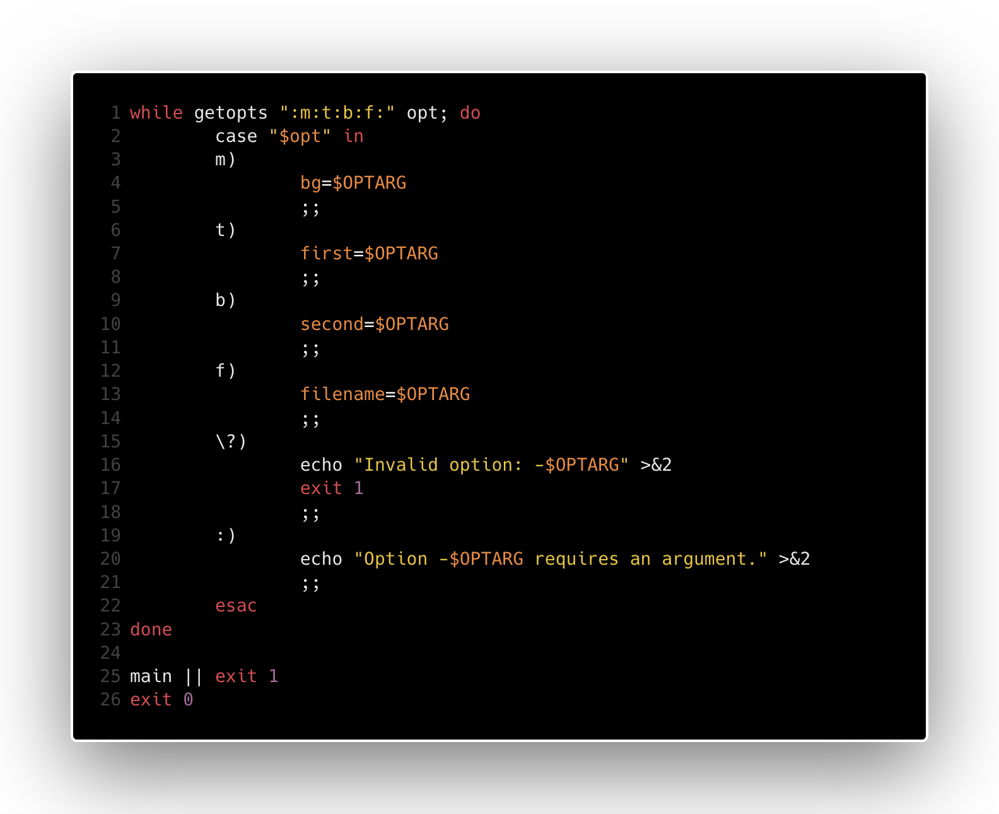 1 while getopts ":m:t:b:f:" opt; do
2         case "$opt" in
3         m)
4                 bg=$OPTARG
5                 ;;
6         t)
7                 first=$OPTARG
8                 ;;
9         b)
10                 second=$OPTARG
11                 ;;
12         f)
13                 filename=$OPTARG
14                 ;;
15         \?)
16                 echo "Invalid option: -$OPTARG" >&2
17                 exit 1
18                 ;;
19         :)
20                 echo "Option -$OPTARG requires an argument." >&2
21                 ;;
22         esac
23 done
24
25 main || exit 1
26 exit 0